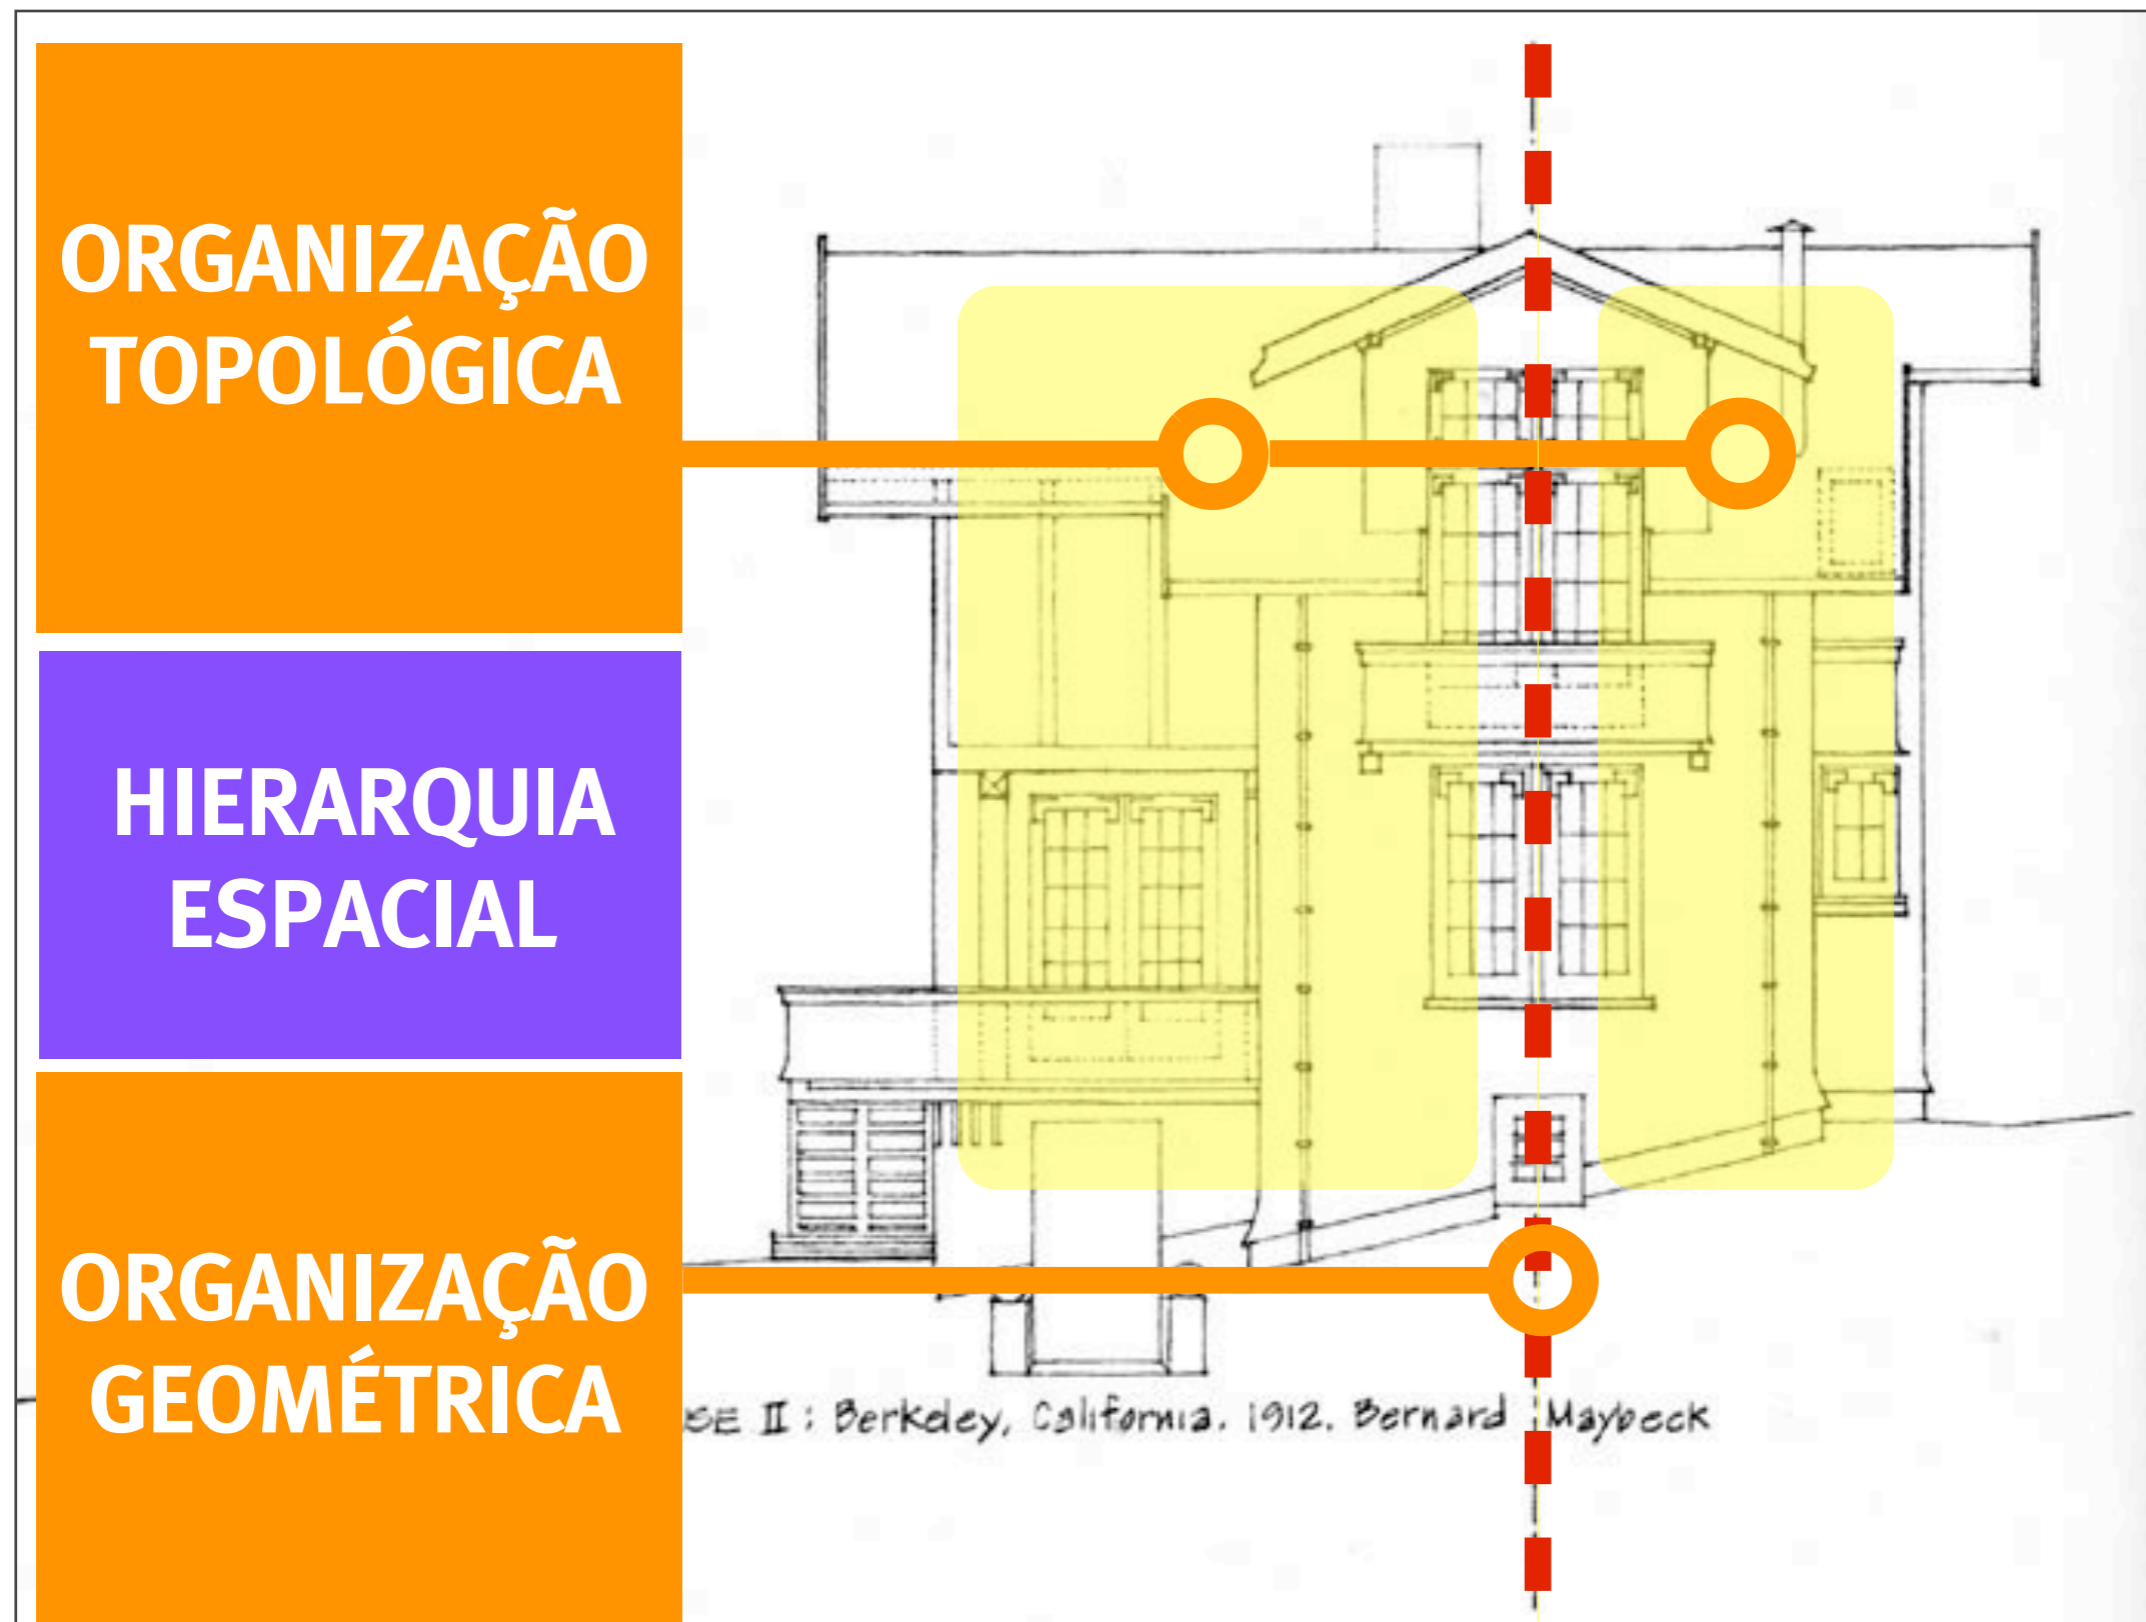 ORGANIZAÇÃO
TOPOLÓGICA
HIERARQUIA
ESPACIAL
ORGANIZAÇÃO
GEOMÉTRICA
SE II : Berkeley, California. 1912. Bernard Maybeck